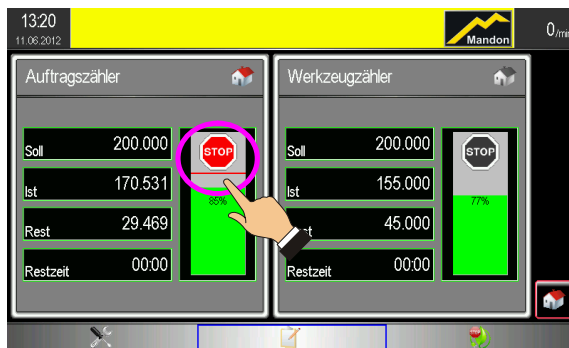 13:20
11.06.2012
Mandon
0/min
Auftragszähler
Soll 200.000
Ist 170.531
Rest 29.469
Restzeit 00:00
STOP
85%
Werkzeugzähler
Soll 200.000
Ist 155.000
45.000
Restzeit 00:00
STOP
77%